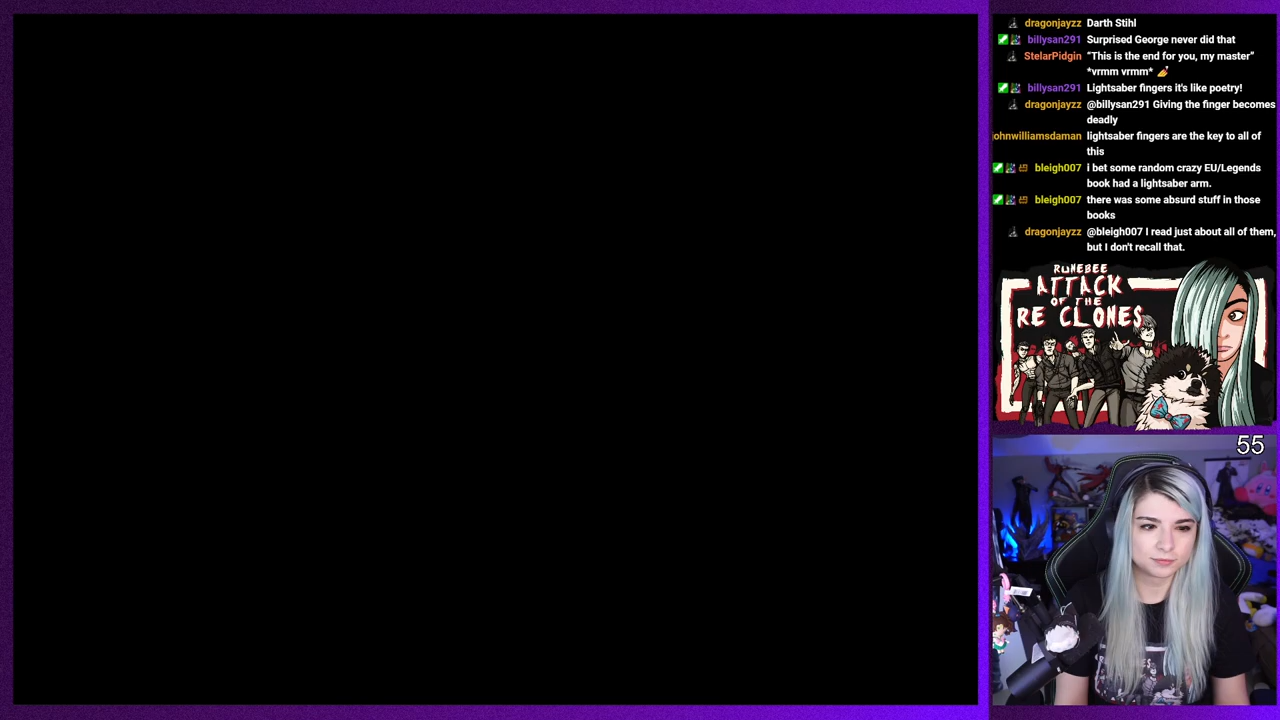 dragonjayzz Darth Stihl
billysan291 Surprised George never did that
StelarPidgin “This is the end for you, my master”
*vrmm vrmm* 💅
billysan291 Lightsaber fingers it's like poetry!
dragonjayzz @billysan291 Giving the finger becomes
deadly
johnwilliamsdaman lightsaber fingers are the key to all of
this
bleigh007 i bet some random crazy EU/Legends
book had a lightsaber arm.
bleigh007 there was some absurd stuff in those
books
dragonjayzz @bleigh007 I read just about all of them,
but I don't recall that.
RUNEBEE
ATTACK
OF THE
RE CLONES
55
CLONES